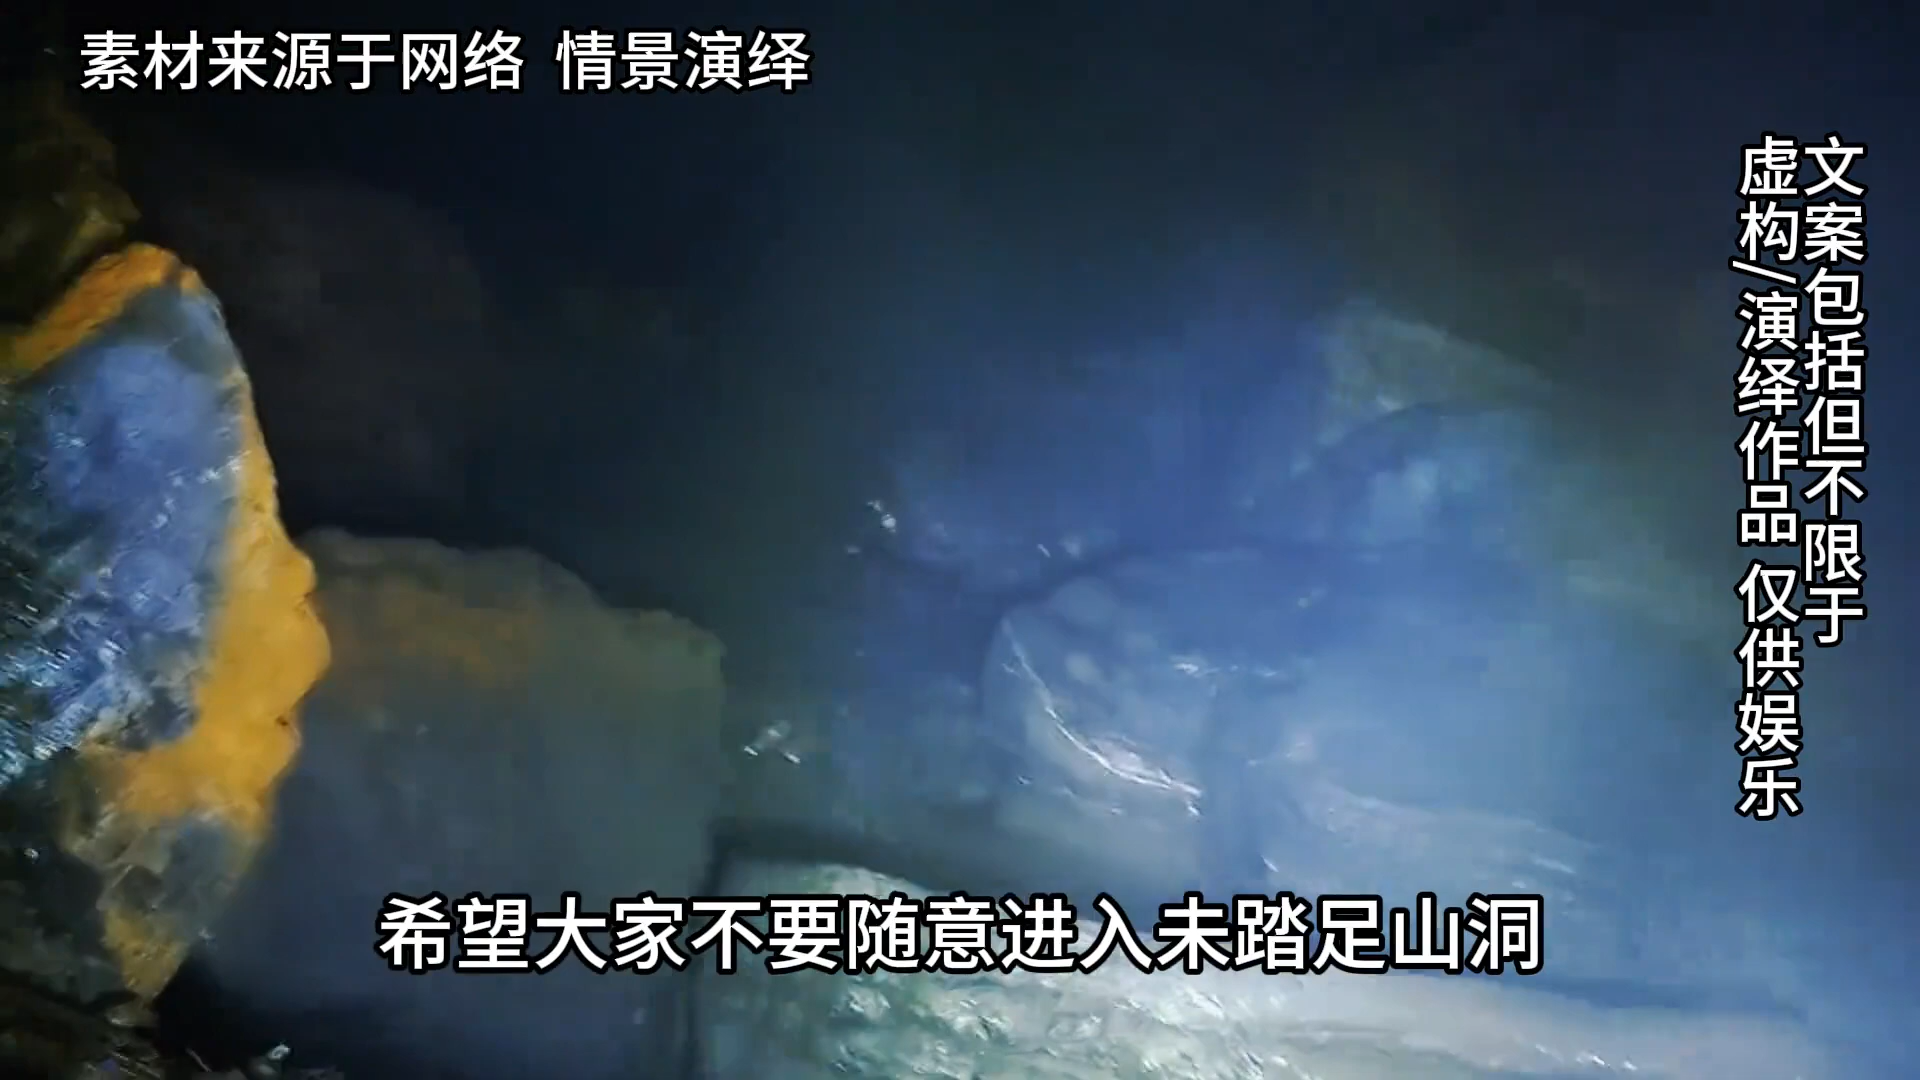 素材来源于网络 情景演绎
文案包括但不限于
虚构/演绎作品 仅供娱乐
希望大家不要随意进入未踏足山洞